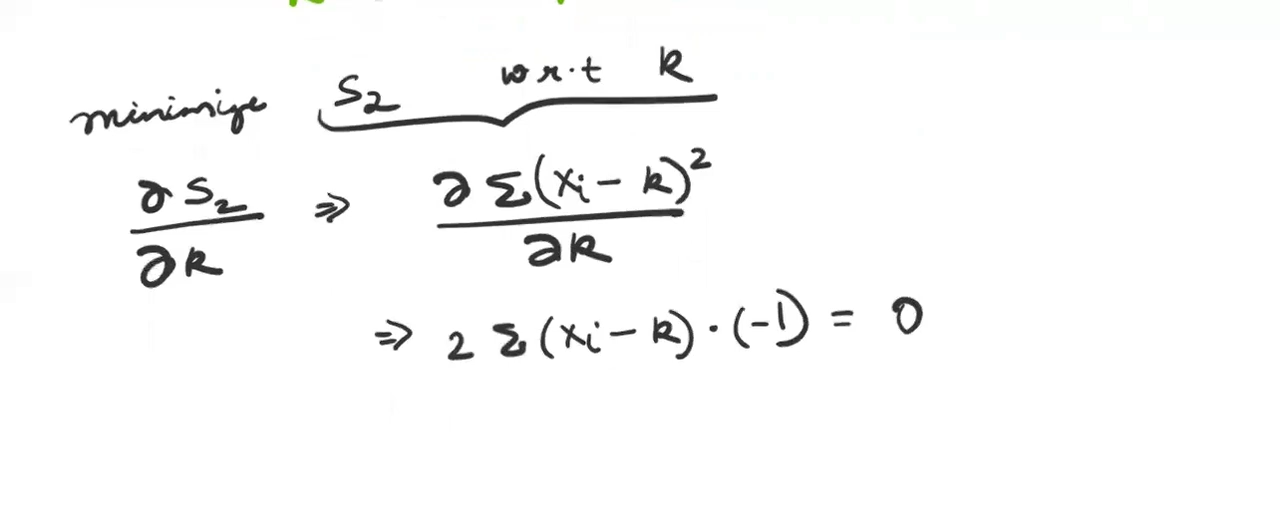 minimize S₂ w r.t k
∂ S₂ / ∂ k ⇒ ∂ Σ(xᵢ - k)² / ∂k
⇒ 2 Σ(xᵢ - k) · (-1) = 0